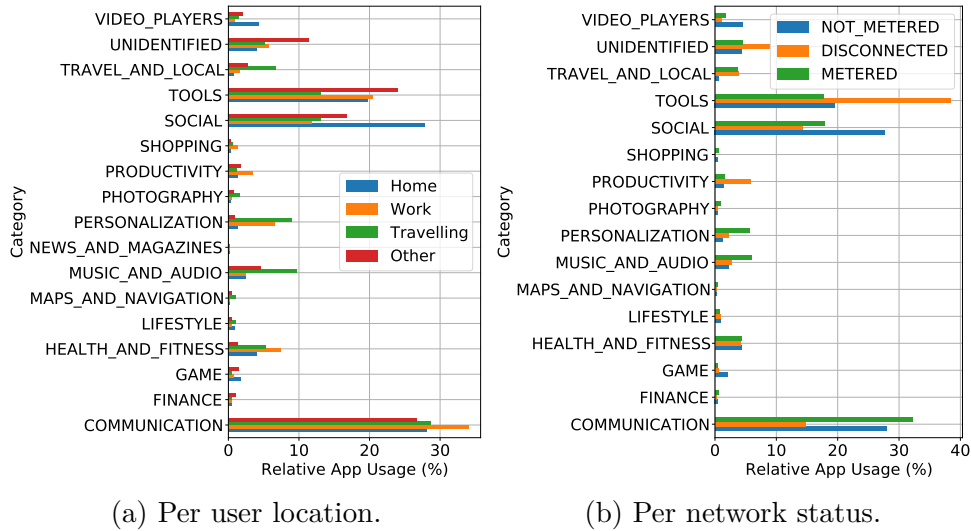 VIDEO_PLAYERS
UNIDENTIFIED
TRAVEL_AND_LOCAL
TOOLS
SOCIAL
SHOPPING
PRODUCTIVITY
PHOTOGRAPHY
PERSONALIZATION
NEWS_AND_MAGAZINES
MUSIC_AND_AUDIO
MAPS_AND_NAVIGATION
LIFESTYLE
HEALTH_AND_FITNESS
GAME
FINANCE
COMMUNICATION
Category
Home
Work
Travelling
Other
0 10 20 30
Relative App Usage (%)
(a) Per user location.
VIDEO_PLAYERS
UNIDENTIFIED
TRAVEL_AND_LOCAL
TOOLS
SOCIAL
SHOPPING
PRODUCTIVITY
PHOTOGRAPHY
PERSONALIZATION
MUSIC_AND_AUDIO
MAPS_AND_NAVIGATION
LIFESTYLE
HEALTH_AND_FITNESS
GAME
FINANCE
COMMUNICATION
Category
NOT_METERED
DISCONNECTED
METERED
0 10 20 30 40
Relative App Usage (%)
(b) Per network status.